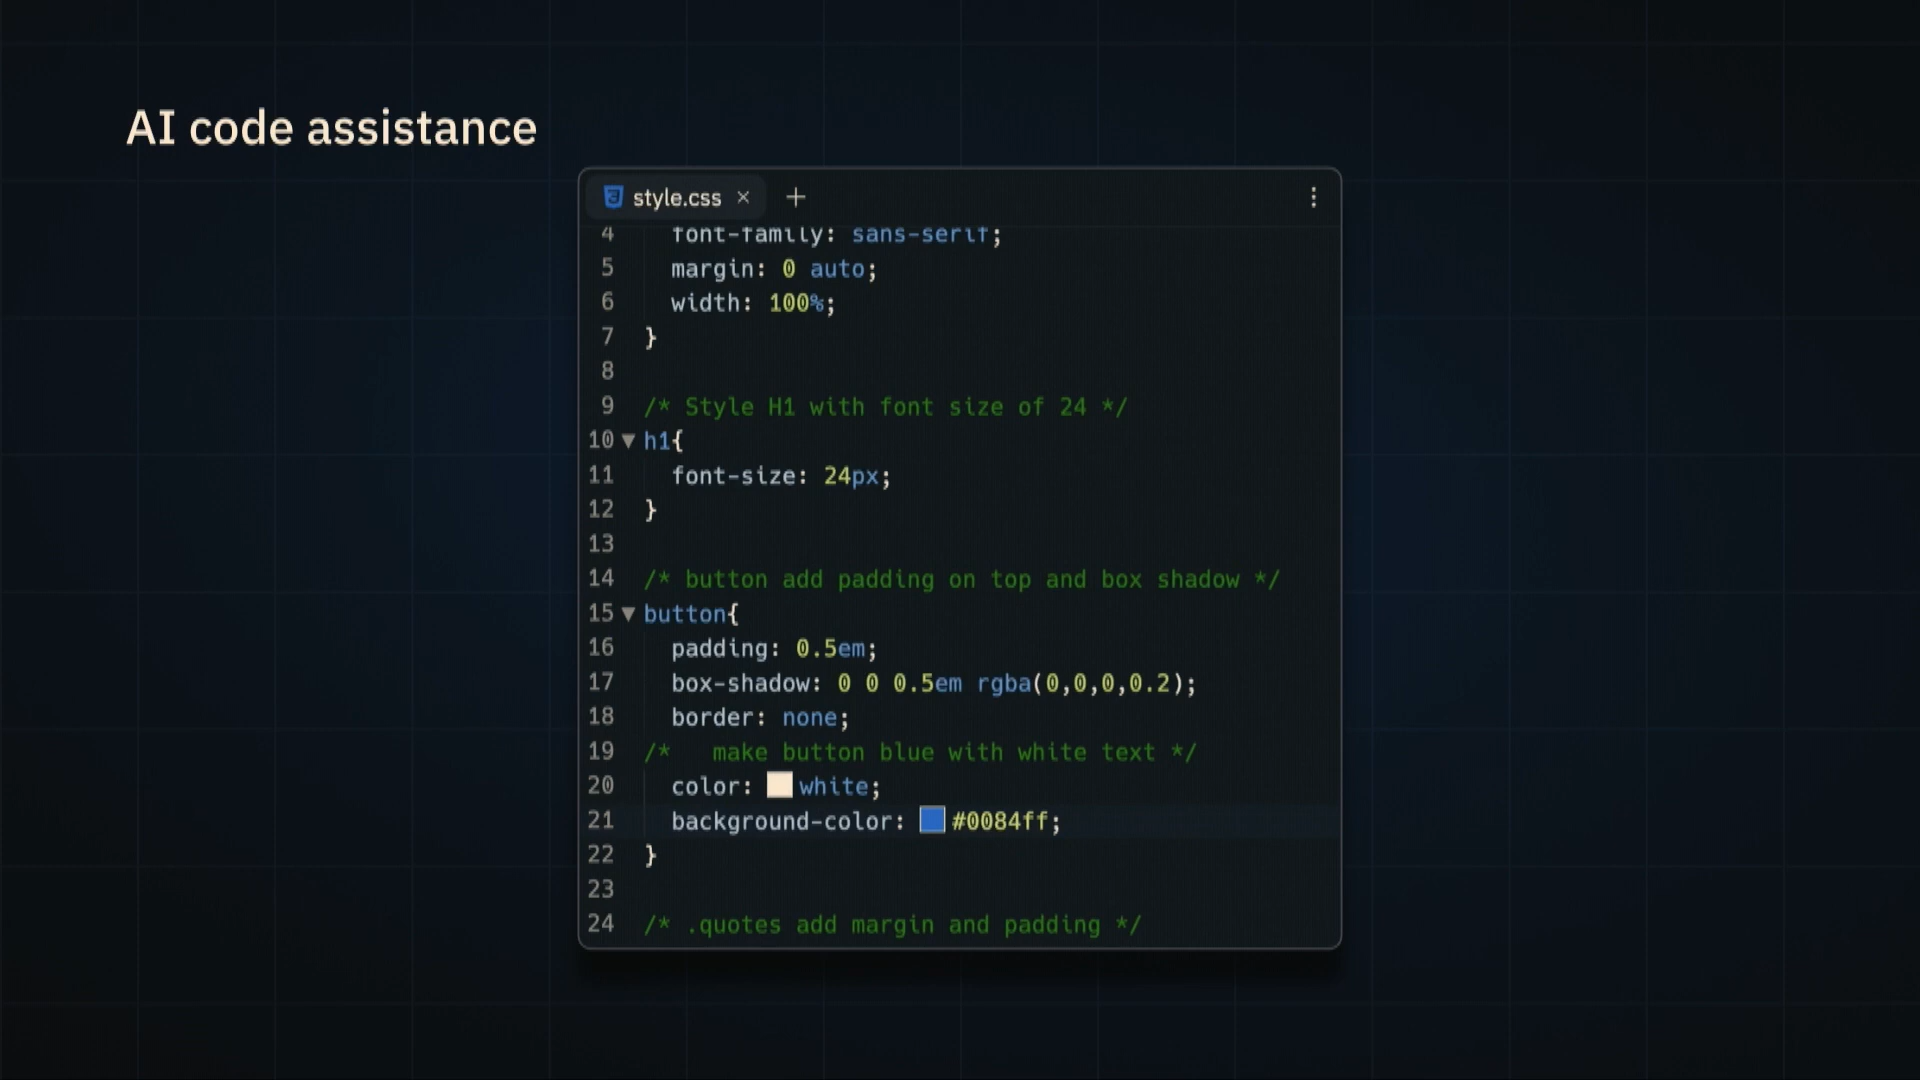 AI code assistance
style.css × +
4 font-family: sans-serif;
5 margin: 0 auto;
6 width: 100%;
7 }
8
9 /* Style H1 with font size of 24 */
10 ▼ h1{
11 font-size: 24px;
12 }
13
14 /* button add padding on top and box shadow */
15 ▼ button{
16 padding: 0.5em;
17 box-shadow: 0 0 0.5em rgba(0,0,0,0.2);
18 border: none;
19 /*   make button blue with white text */
20 color: white;
21 background-color: #0084ff;
22 }
23
24 /* .quotes add margin and padding */